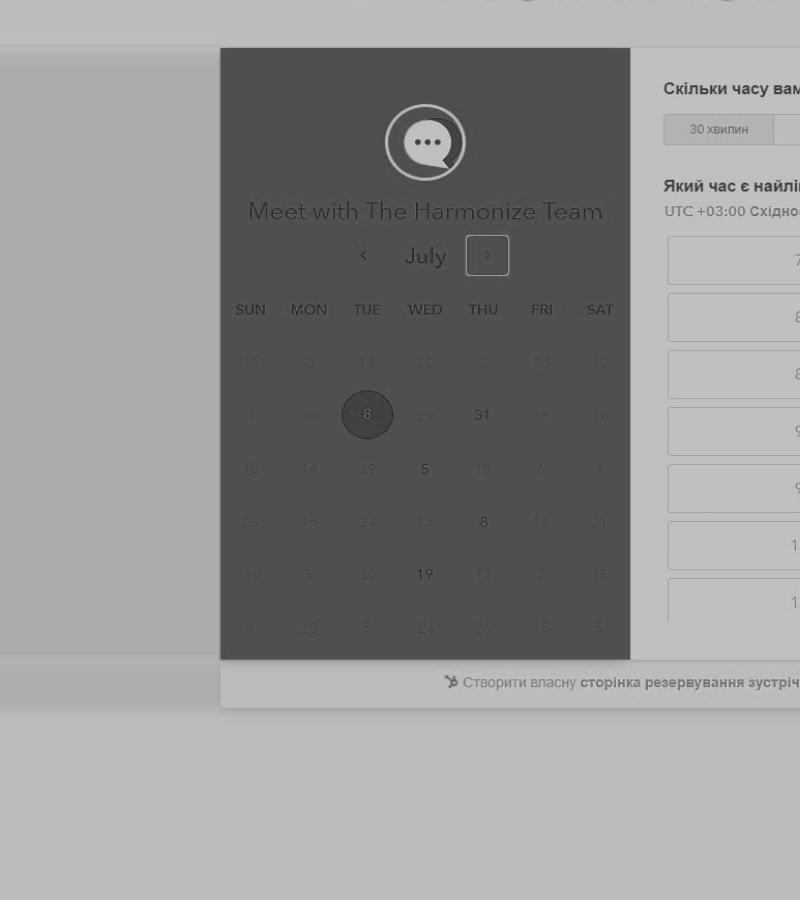 Meet with The Harmonize Team
July
SUN MON TUE WED THU FRI SAT
15 3 18 25 3 30 10
1 10 8 29 31 16 10
12 14 29 5 18 6 1
25 15 24 13 8 13 21
10 5 30 19 13 7 15
4 20 5 24 26 15 5
Скільки часу вам
30 хвилин
Який час є найлі
UTC +03:00 Східно
7
8
8
9
9
1
1
Створити власну сторінка резервування зустріч